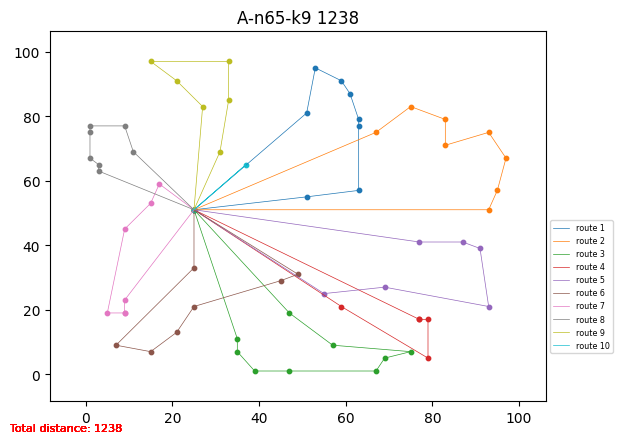 A-n65-k9 1238
100
80
60
40
20
0
0 20 40 60 80 100
route 1
route 2
route 3
route 4
route 5
route 6
route 7
route 8
route 9
route 10
Total distance: 1238